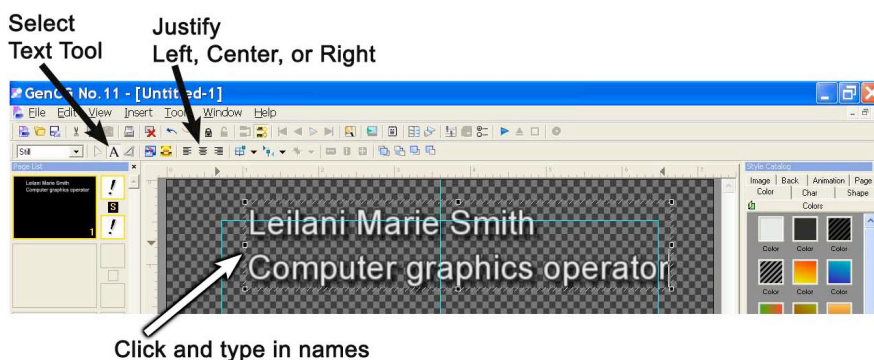 Select
Text Tool
Justify
Left, Center, or Right
GenCG No.11 - [Untitled-1]
File Edit View Insert Tools Window Help
Still
A
Page List
Style Catalog
Image Back Animation Page
Color Char Shape
Colors
Leilani Marie Smith
Computer graphics operator
S
1
Leilani Marie Smith
Computer graphics operator
Color Color Color
Color Color Color
Click and type in names